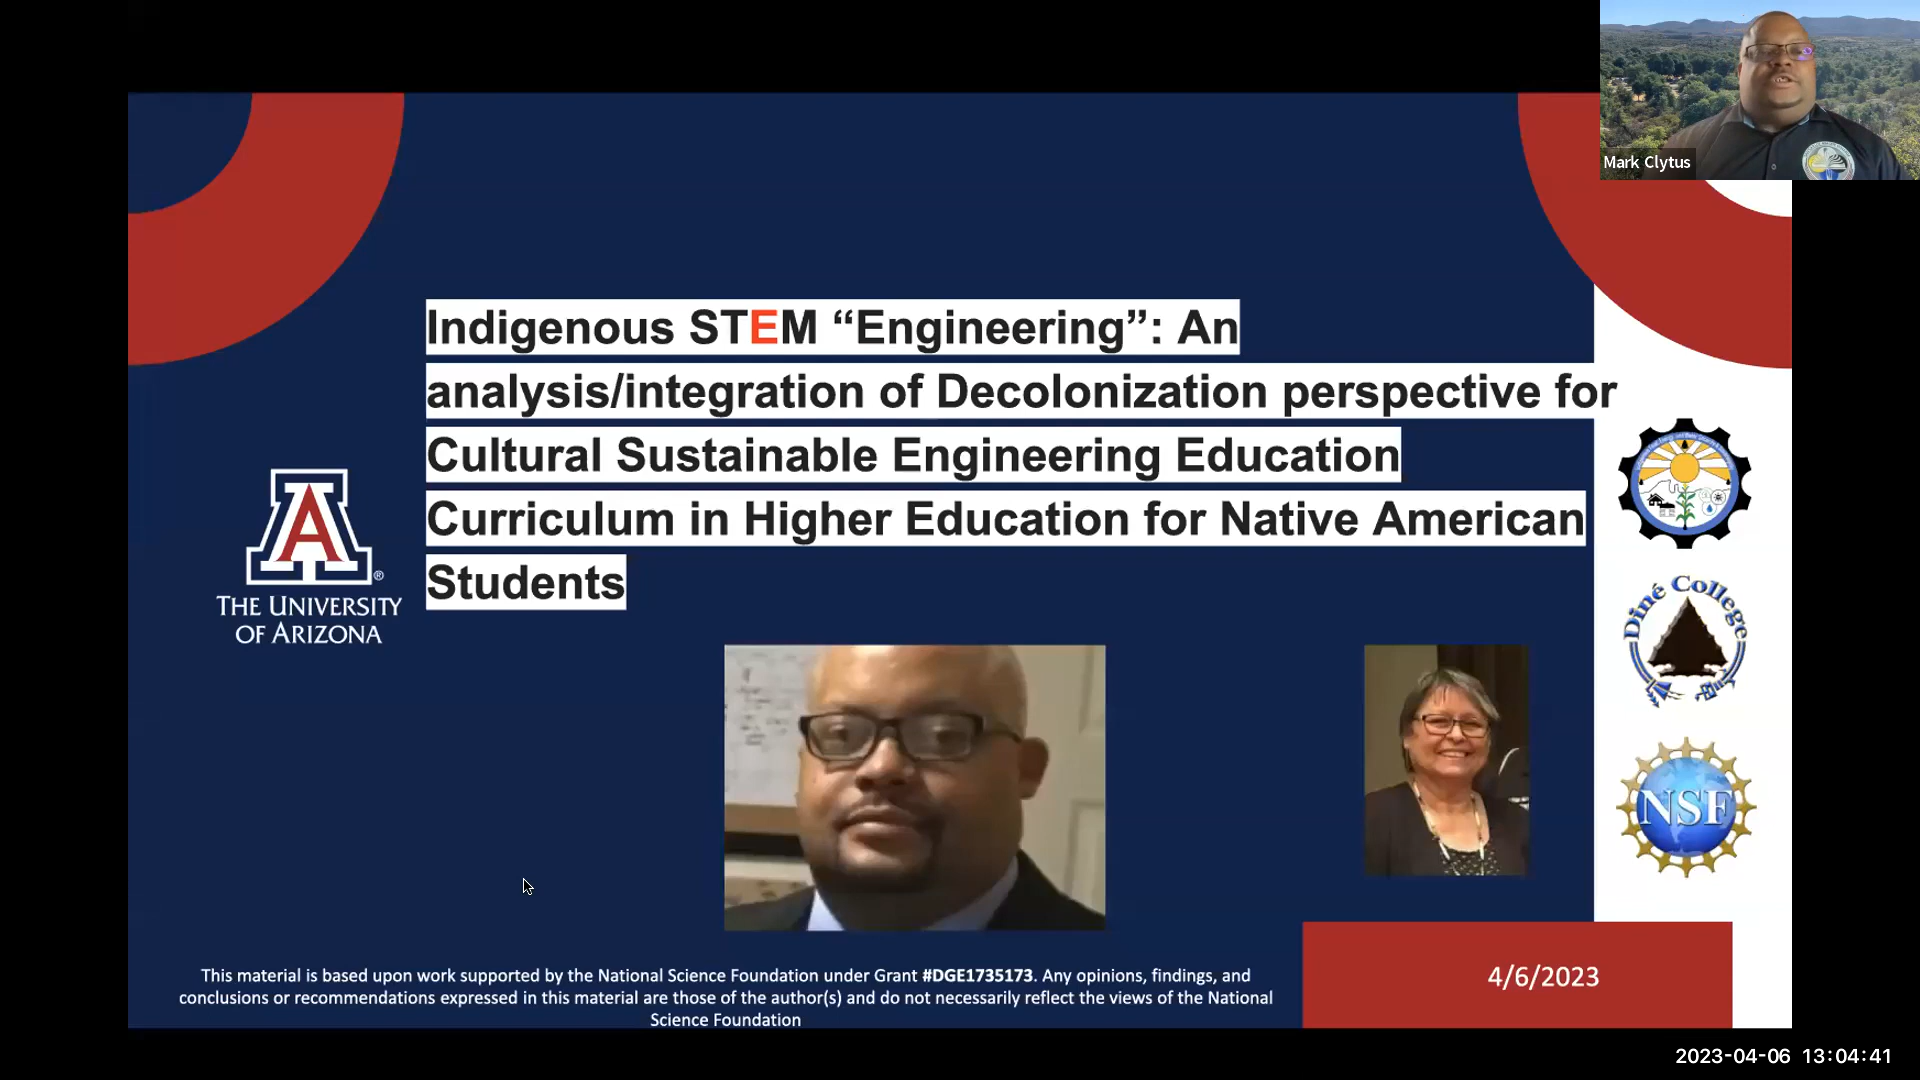 Mark Clytus
Indigenous STEM “Engineering”: An
analysis/integration of Decolonization perspective for
Cultural Sustainable Engineering Education
Curriculum in Higher Education for Native American
Students
A
®
THE UNIVERSITY
OF ARIZONA
Diné College
NSF
This material is based upon work supported by the National Science Foundation under Grant #DGE1735173. Any opinions, findings, and
conclusions or recommendations expressed in this material are those of the author(s) and do not necessarily reflect the views of the National
Science Foundation
4/6/2023
2023-04-06 13:04:41